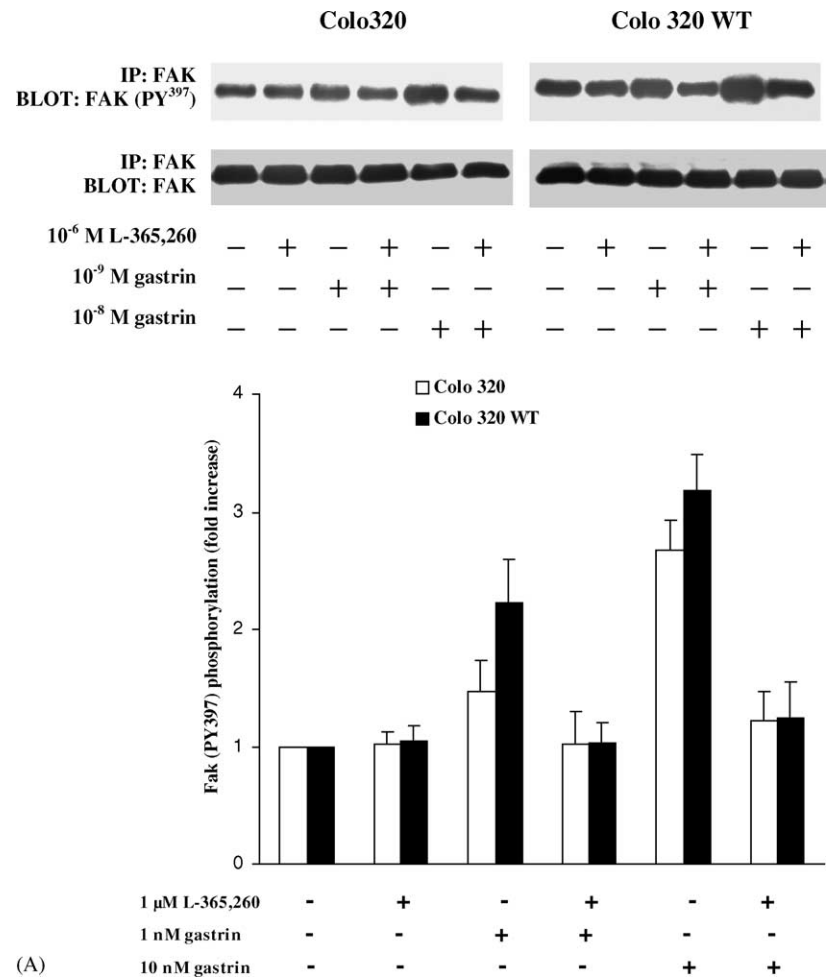 Colo320 Colo 320 WT
IP: FAK
BLOT: FAK (PY397)
IP: FAK
BLOT: FAK
10-6 M L-365,260 − + − + − + − + − + − +
10-9 M gastrin − − + + − − − − + + − −
10-8 M gastrin − − − − + + − − − − + +
Colo 320
Colo 320 WT
Fak (PY397) phosphorylation (fold increase)
4
3
2
1
0
1 µM L-365,260 - + - + - +
1 nM gastrin - - + + - -
(A) 10 nM gastrin - - - - + +